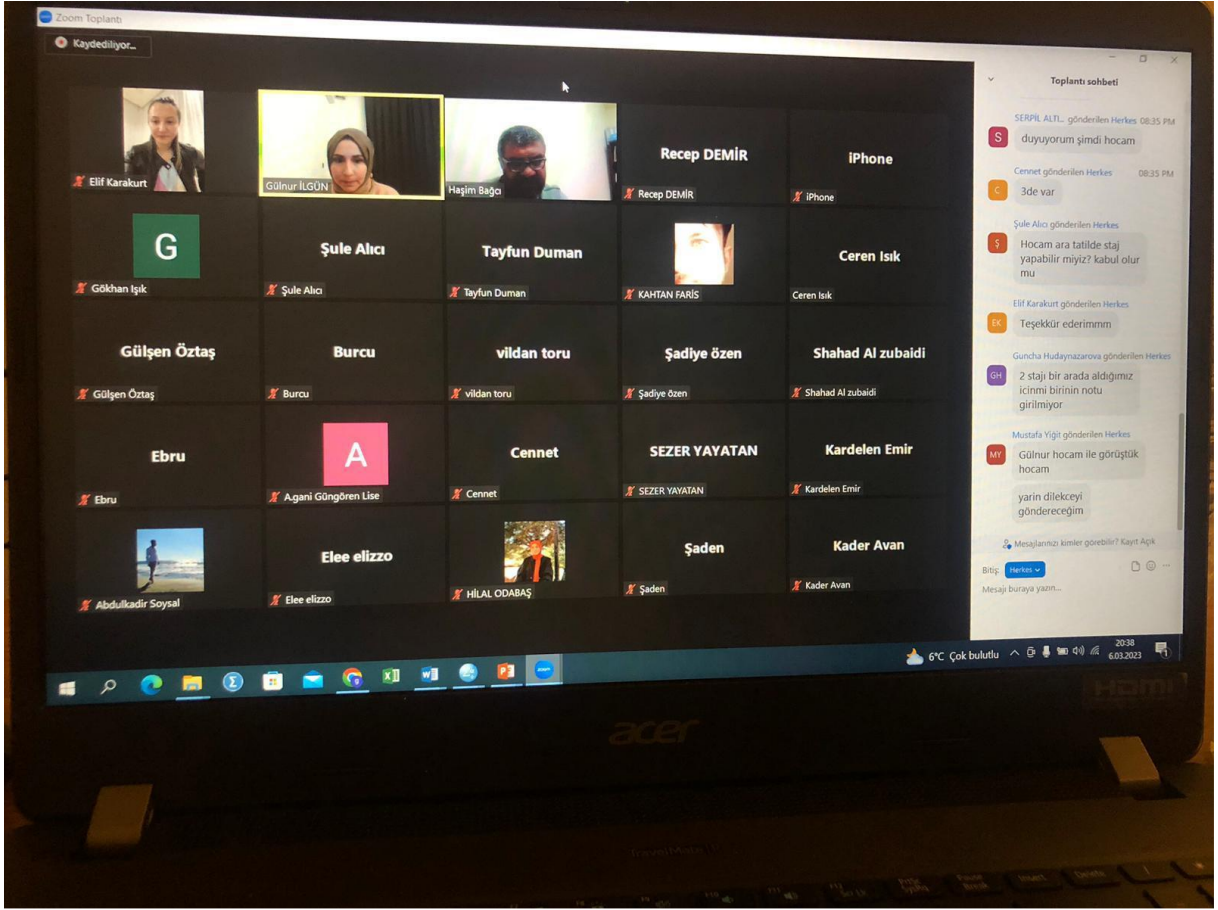 Zoom Toplantı
Kaydediliyor...
Elif Karakurt
Gülnur İLGÜN
Haşim Bağcı
Recep DEMİR
Recep DEMİR
iPhone
iPhone
G
Gökhan Işık
Şule Alıcı
Şule Alıcı
Tayfun Duman
Tayfun Duman
KAHTAN FARİS
Ceren Isık
Ceren Isık
Gülşen Öztaş
Gülşen Öztaş
Burcu
Burcu
vildan toru
vildan toru
Şadiye özen
Şadiye özen
Shahad Al zubaidi
Shahad Al zubaidi
Ebru
Ebru
A
A.gani Güngören Lise
Cennet
Cennet
SEZER YAYATAN
SEZER YAYATAN
Kardelen Emir
Kardelen Emir
Abdulkadir Soysal
Elee elizzo
Elee elizzo
HİLAL ODABAŞ
Şaden
Şaden
Kader Avan
Kader Avan
Toplantı sohbeti
SERPİL ALTI... gönderilen Herkes 08:35 PM
S
duyuyorum şimdi hocam
Cennet gönderilen Herkes 08:35 PM
C
3de var
Şule Alıcı gönderilen Herkes
Ş
Hocam ara tatilde staj
yapabilir miyiz? kabul olur
mu
Elif Karakurt gönderilen Herkes
EK
Teşekkür ederimmm
Guncha Hudaynazarova gönderilen Herkes
GH
2 stajı bir arada aldığımız
icinmi birinin notu
girilmiyor
Mustafa Yiğit gönderilen Herkes
MY
Gülnur hocam ile görüştük
hocam
yarin dilekceyi
göndereceğim
Mesajlarınızı kimler görebilir? Kayıt Açık
Bitiş: Herkes
Mesajı buraya yazın...
6°C Çok bulutlu
20:38
6.03.2023
acer
HDMI
TravelMate
Delete